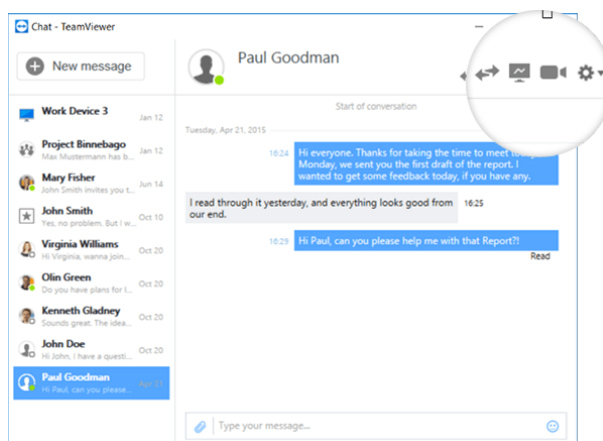 Chat - TeamViewer
New message
Paul Goodman
Work Device 3
Jan 12
Project Binnebago
Max Mustermann has b...
Jan 12
Mary Fisher
John Smith invites you t...
Jun 14
John Smith
Yes, no problem. But I w...
Oct 10
Virginia Williams
Hi Virginia, wanna join...
Oct 20
Olin Green
Do you have plans for l...
Oct 20
Kenneth Gladney
Sounds great. The idea...
Oct 20
John Doe
Hi John, I have a questi...
Oct 20
Paul Goodman
Hi Paul, can you please...
Apr 21
Start of conversation
Tuesday, Apr 21, 2015
16:24
Hi everyone. Thanks for taking the time to meet
Monday, we sent you the first draft of the report. I
wanted to get some feedback today, if you have any.
I read through it yesterday, and everything looks good from
our end.
16:25
16:29
Hi Paul, can you please help me with that Report?!
Read
Type your message...